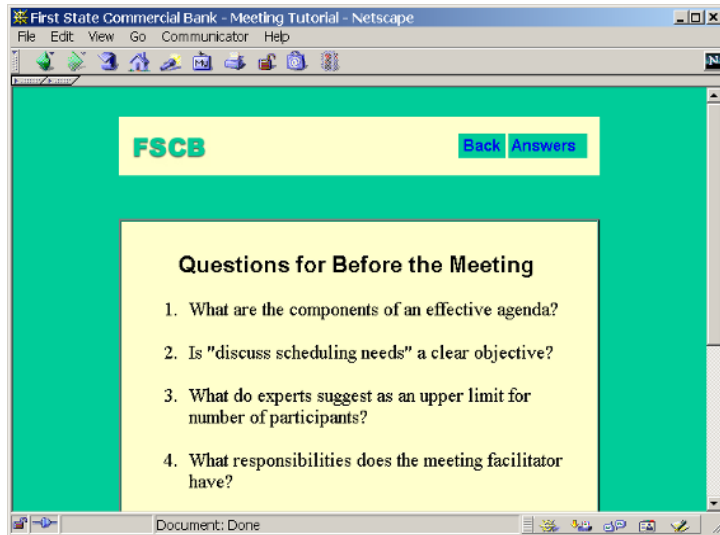 First State Commercial Bank - Meeting Tutorial - Netscape
File Edit View Go Communicator Help
N
FSCB
Back Answers
Questions for Before the Meeting
1. What are the components of an effective agenda?
2. Is "discuss scheduling needs" a clear objective?
3. What do experts suggest as an upper limit for
number of participants?
4. What responsibilities does the meeting facilitator
have?
Document: Done